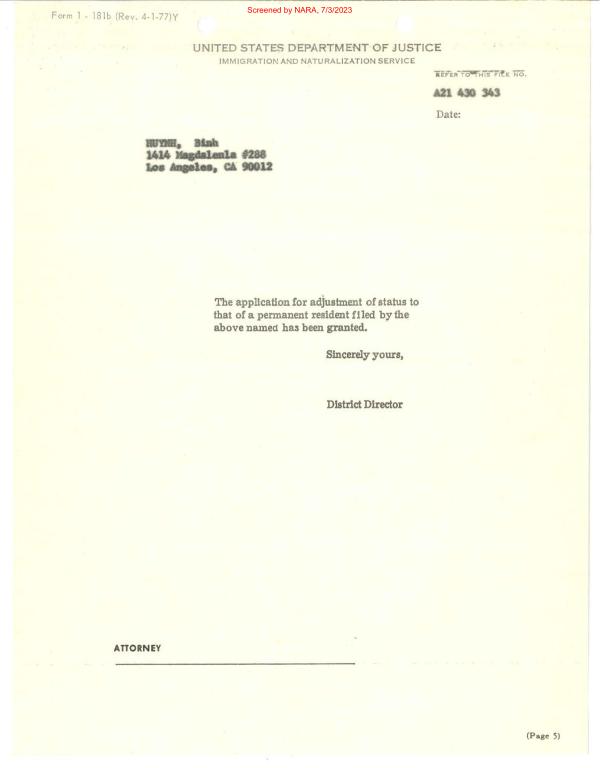 Screened by NARA, 7/3/2023
Form I - 181b (Rev. 4-1-77)Y
UNITED STATES DEPARTMENT OF JUSTICE
IMMIGRATION AND NATURALIZATION SERVICE
REFER TO THIS FILE NO.
A21 430 343
Date:
HUYNH, Binh
1414 Magdalenla #288
Los Angeles, CA 90012
The application for adjustment of status to
that of a permanent resident filed by the
above named has been granted.
Sincerely yours,
District Director
ATTORNEY
(Page 5)